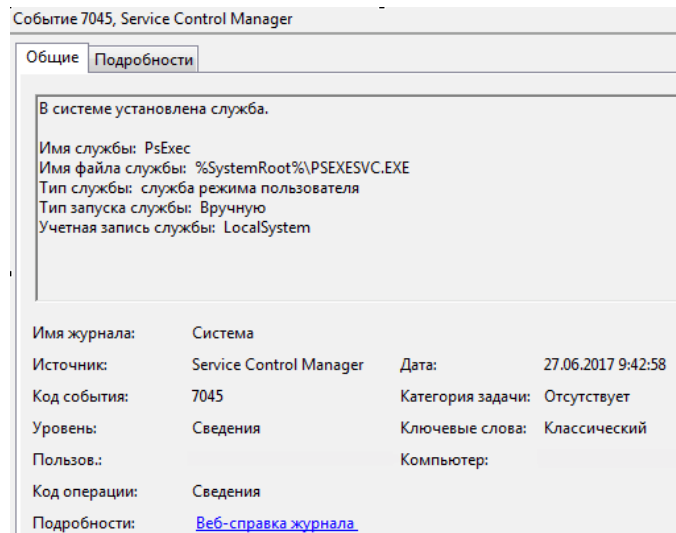 Событие 7045, Service Control Manager
Общие Подробности
В системе установлена служба.
Имя службы: PsExec
Имя файла службы: %SystemRoot%\PSEXESVC.EXE
Тип службы: служба режима пользователя
Тип запуска службы: Вручную
Учетная запись службы: LocalSystem
Имя журнала: Система
Источник: Service Control Manager Дата: 27.06.2017 9:42:58
Код события: 7045 Категория задачи: Отсутствует
Уровень: Сведения Ключевые слова: Классический
Пользов.: Компьютер:
Код операции: Сведения
Подробности: Веб-справка журнала